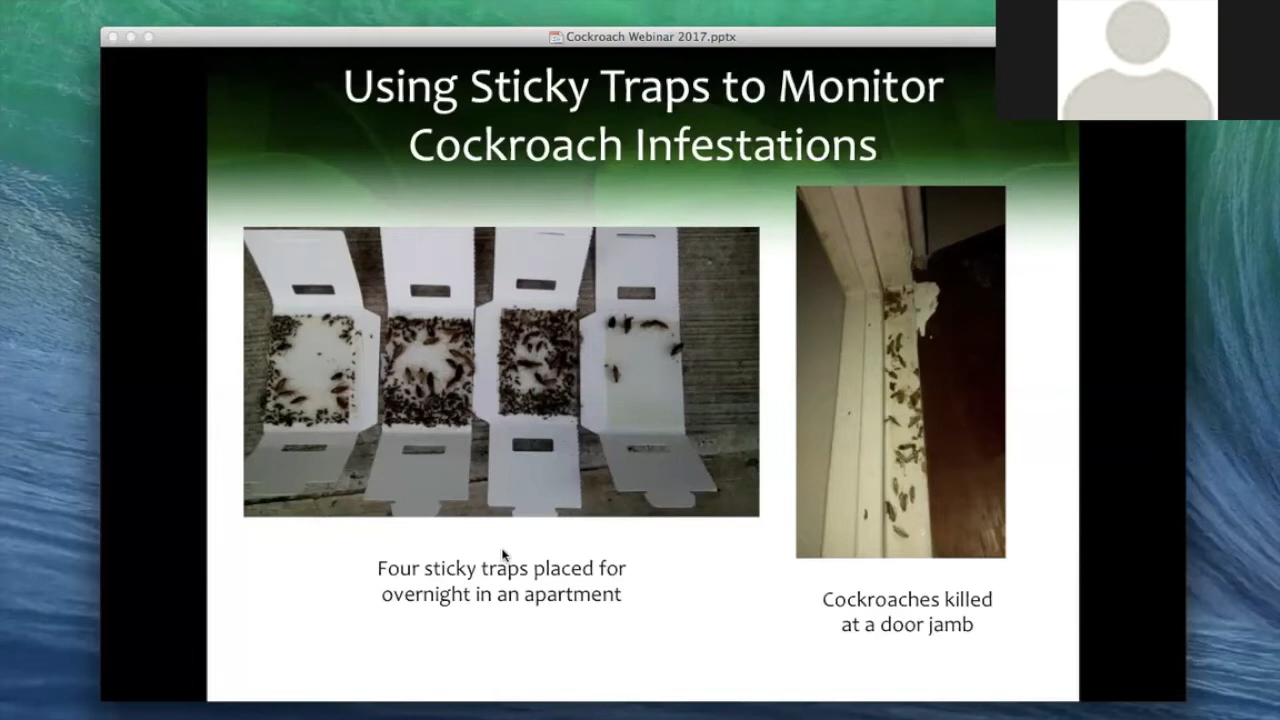 Cockroach Webinar 2017.pptx
Using Sticky Traps to Monitor
Cockroach Infestations
Four sticky traps placed for
overnight in an apartment
Cockroaches killed
at a door jamb